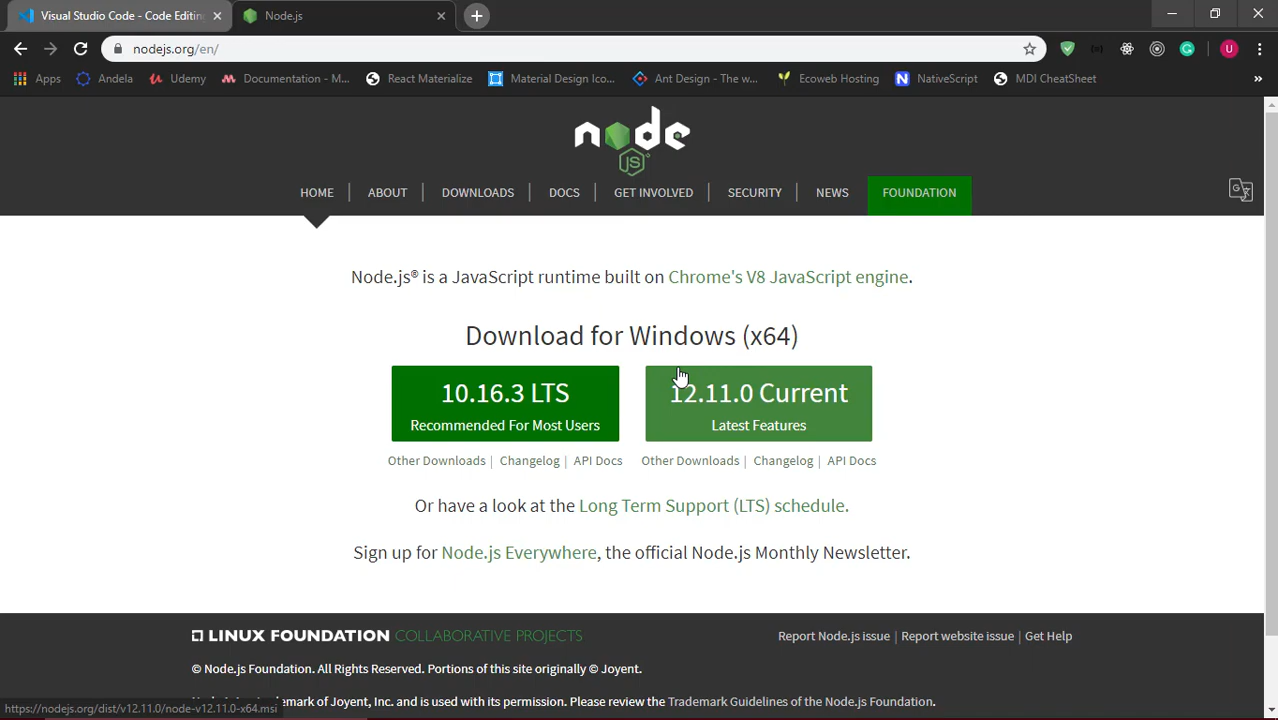 Visual Studio Code - Code Editing
Node.js
nodejs.org/en/
U
Apps
Andela
Udemy
Documentation - M...
React Materialize
Material Design Ico...
Ant Design - The w...
Ecoweb Hosting
NativeScript
MDI CheatSheet
»
node
JS
HOME
ABOUT
DOWNLOADS
DOCS
GET INVOLVED
SECURITY
NEWS
FOUNDATION
Node.js® is a JavaScript runtime built on Chrome's V8 JavaScript engine.
Download for Windows (x64)
10.16.3 LTS
Recommended For Most Users
12.11.0 Current
Latest Features
Other Downloads | Changelog | API Docs
Other Downloads | Changelog | API Docs
Or have a look at the Long Term Support (LTS) schedule.
Sign up for Node.js Everywhere, the official Node.js Monthly Newsletter.
LINUX FOUNDATION COLLABORATIVE PROJECTS
Report Node.js issue | Report website issue | Get Help
© Node.js Foundation. All Rights Reserved. Portions of this site originally © Joyent.
of Joyent, Inc. and is used with its permission. Please review the Trademark Guidelines of the Node.js Foundation.
https://nodejs.org/dist/v12.11.0/node-v12.11.0-x64.msi